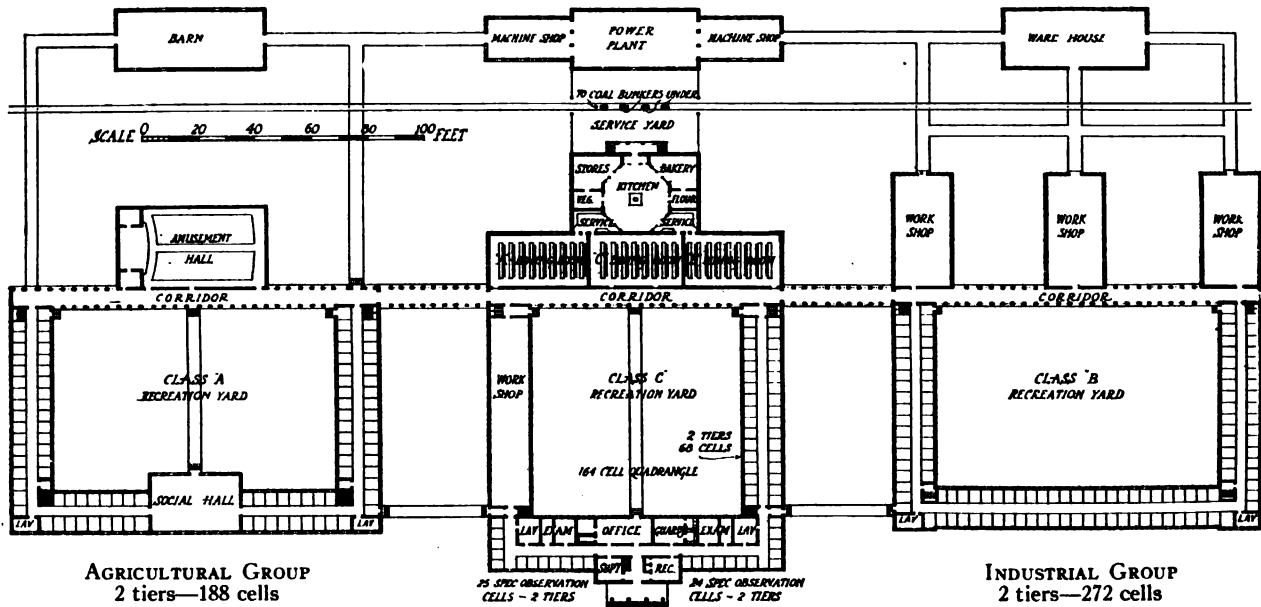 BARN
MACHINE SHOP
POWER
PLANT
MACHINE SHOP
WARE HOUSE
TO COAL BUNKERS UNDER
SCALE 0 20 40 60 80 100 FEET
SERVICE YARD
STORES
BAKERY
KITCHEN
VEG.
FLOUR
SERVICE
SERVICE
AMUSEMENT
HALL
WORK
SHOP
WORK
SHOP
WORK
SHOP
CORRIDOR
CORRIDOR
CORRIDOR
CLASS "A
RECREATION YARD
WORK
SHOP
CLASS "C"
RECREATION YARD
CLASS "B
RECREATION YARD
2 TIERS
68 CELLS
164 CELL QUADRANGLE
SOCIAL HALL
LAV
LAV
LAV
EXAM
OFFICE
GUARD
EXAM
LAV
LAV
LAV
SUPT
REC.
25 SPEC OBSERVATION
CELLS - 2 TIERS
24 SPEC OBSERVATION
CELLS - 2 TIERS
AGRICULTURAL GROUP
2 tiers—188 cells
INDUSTRIAL GROUP
2 tiers—272 cells